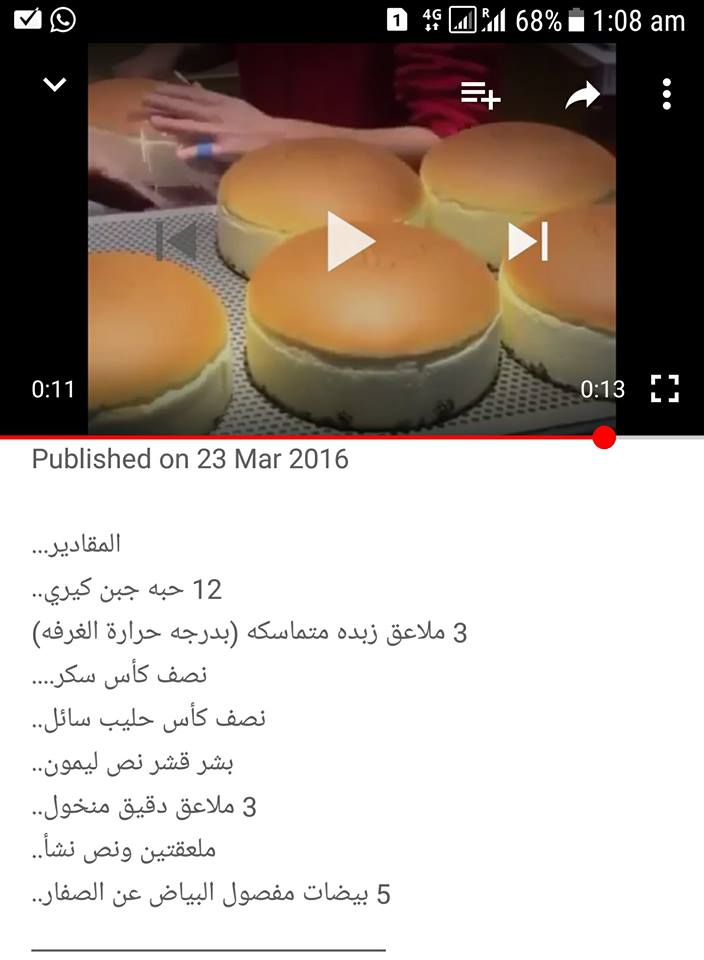 1 4G R 68% 1:08 am
0:11
0:13
Published on 23 Mar 2016
المقادير...
12 حبه جبن كيري..
3 ملاعق زبده متماسكه (بدرجه حرارة الغرفه)
نصف كأس سكر....
نصف كأس حليب سائل..
بشر قشر نص ليمون..
3 ملاعق دقيق منخول..
ملعقتين ونص نشأ..
5 بيضات مفصول البياض عن الصفار..